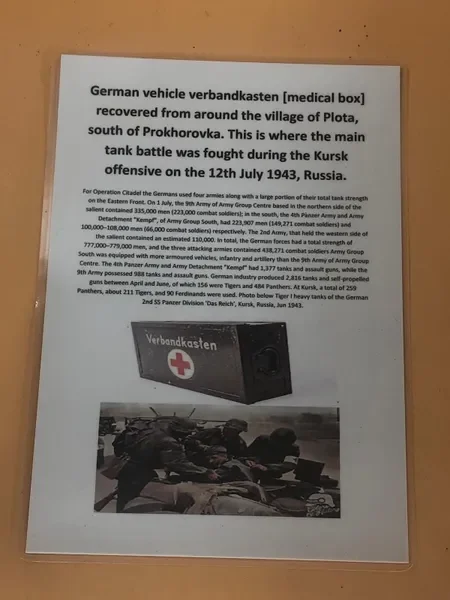 German vehicle verbandkasten [medical box]
recovered from around the village of Plota,
south of Prokhorovka. This is where the main
tank battle was fought during the Kursk
offensive on the 12th July 1943, Russia.
For Operation Citadel the Germans used four armies along with a large portion of their total tank strength
on the Eastern Front. On 1 July, the 9th Army of Army Group Centre based in the northern side of the
salient contained 335,000 men (223,000 combat soldiers); in the south, the 4th Panzer Army and Army
Detachment "Kempf", of Army Group South, had 223,907 men (149,271 combat soldiers) and
100,000–108,000 men (66,000 combat soldiers) respectively. The 2nd Army, that held the western side of
the salient contained an estimated 110,000. In total, the German forces had a total strength of
777,000–779,000 men, and the three attacking armies contained 438,271 combat soldiers Army Group
South was equipped with more armoured vehicles, infantry and artillery than the 9th Army of Army Group
Centre. The 4th Panzer Army and Army Detachment "Kempf" had 1,377 tanks and assault guns, while the
9th Army possessed 988 tanks and assault guns. German industry produced 2,816 tanks and self-propelled
guns between April and June, of which 156 were Tigers and 484 Panthers. At Kursk, a total of 259
Panthers, about 211 Tigers, and 90 Ferdinands were used. Photo below Tiger I heavy tanks of the German
2nd SS Panzer Division 'Das Reich', Kursk, Russia, Jun 1943.
Verbandkasten